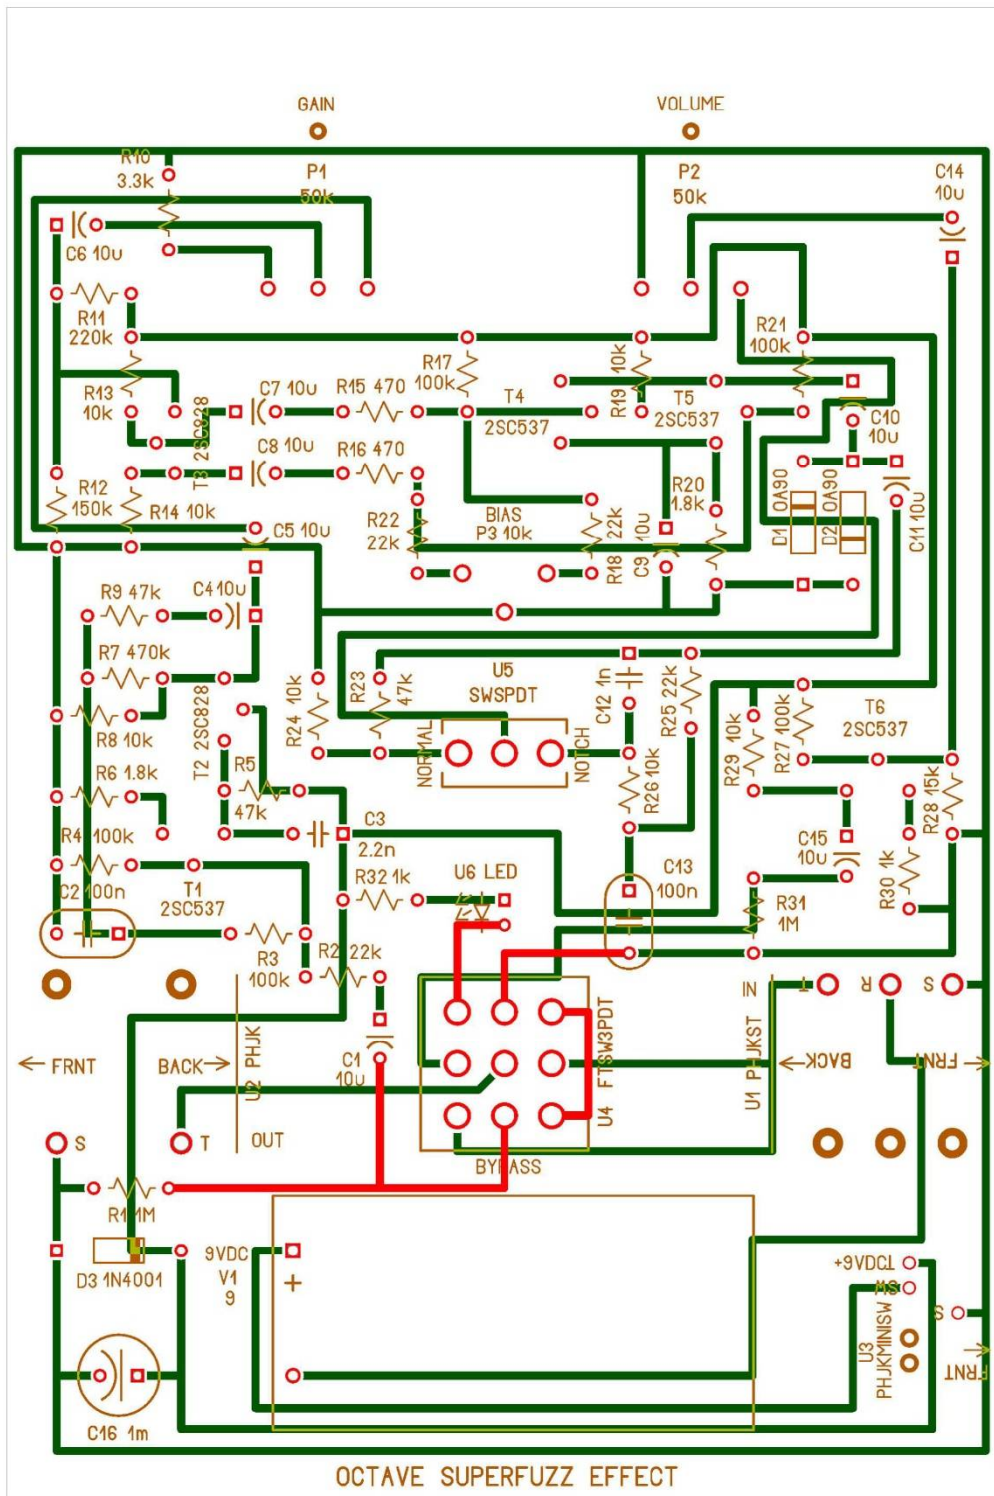 GAIN
VOLUME
R10
3.3k
P1
50k
P2
50k
C14
10u
C6 10u
R11
220k
R17
100k
R19 10k
R21
100k
R13
10k
T3 2SC828
C7 10u
R15 470
T4
2SC537
T5
2SC537
C10
10u
C8 10u
R16 470
R12
150k
R14 10k
C5 10u
R22
22k
BIAS
P3 10k
R18 22k
C9 10u
R20
1.8k
D1 OA90
D2 OA90
C11 10u
R9 47k
C4 10u
R7 470k
R8 10k
T2 2SC828
R24 10k
R23
47k
U5
SWSPDT
NORMAL
NOTCH
C12 1n
R25 22k
R26 10k
R29 10k
R27 100k
T6
2SC537
R28 15k
R6 1.8k
R5
47k
R4 100k
C3
2.2n
C2 100n
T1
2SC537
R32 1k
U6 LED
C13
100n
C15
10u
R30 1k
R31
1M
R3
100k
R2 22k
IN
T
R
S
FRNT
BACK
U2 PHJK
C1
10u
U4 FTSW3PDT
U1 PHJKST
BACK
FRNT
S
T
OUT
BYPASS
R1 1M
D3 1N4001
9VDC
V1
9
+
+9VDC T
SW
S
U3
PHJKMINISW
FRNT
C16 1m
OCTAVE SUPERFUZZ EFFECT